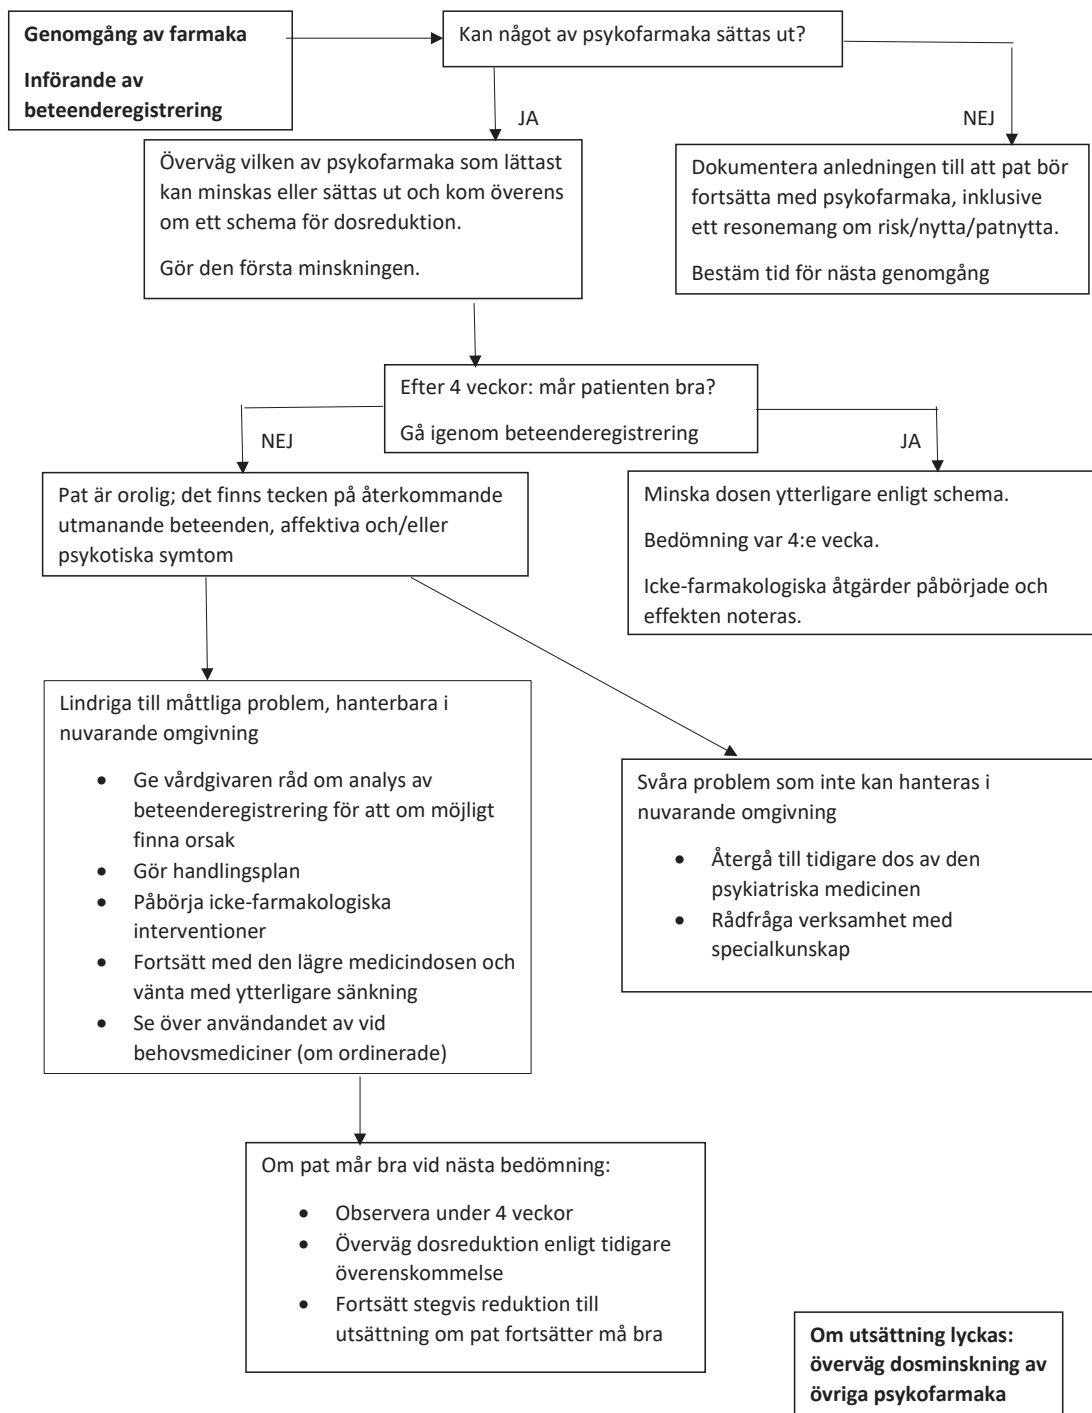 Genomgång av farmaka
Införande av
beteenderegistrering
Kan något av psykofarmaka sättas ut?
JA
NEJ
Överväg vilken av psykofarmaka som lättast
kan minskas eller sättas ut och kom överens
om ett schema för dosreduktion.
Gör den första minskningen.
Dokumentera anledningen till att pat bör
fortsätta med psykofarmaka, inklusive
ett resonemang om risk/nytta/patnytta.
Bestäm tid för nästa genomgång
Efter 4 veckor: mår patienten bra?
Gå igenom beteenderegistrering
NEJ
JA
Pat är orolig; det finns tecken på återkommande
utmanande beteenden, affektiva och/eller
psykotiska symtom
Minska dosen ytterligare enligt schema.
Bedömning var 4:e vecka.
Icke-farmakologiska åtgärder påbörjade och
effekten noteras.
Lindriga till måttliga problem, hanterbara i
nuvarande omgivning
• Ge vårdgivaren råd om analys av
beteenderegistrering för att om möjligt
finna orsak
• Gör handlingsplan
• Påbörja icke-farmakologiska
interventioner
• Fortsätt med den lägre medicindosen och
vänta med ytterligare sänkning
• Se över användandet av vid
behovsmediciner (om ordinerade)
Svåra problem som inte kan hanteras i
nuvarande omgivning
• Återgå till tidigare dos av den
psykiatriska medicinen
• Rådfråga verksamhet med
specialkunskap
Om pat mår bra vid nästa bedömning:
• Observera under 4 veckor
• Överväg dosreduktion enligt tidigare
överenskommelse
• Fortsätt stegvis reduktion till
utsättning om pat fortsätter må bra
Om utsättning lyckas:
överväg dosminskning av
övriga psykofarmaka